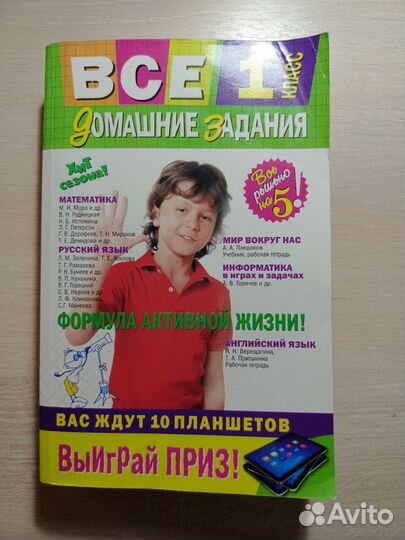 ВСЕ 1 КЛАСС
домашние задания
Хит
сезона!
Все
решено
на 5!
МАТЕМАТИКА
М. И. Моро и др.
В. Н. Рудницкая
Н. Б. Истомина
Л. Г. Петерсон
Г. В. Дорофеев, Т. Н. Миракова
Т. Е. Демидова и др.
РУССКИЙ ЯЗЫК
Л. М. Зеленина, Т. Е. Хохлова
Т. Г. Рамзаева
Р. Н. Бунеев и др.
В. П. Канакина,
В. Г. Горецкий
С. В. Иванов и др.
Л. Ф. Климанова,
С.Г. Макеева.
МИР ВОКРУГ НАС
А. А. Плешаков
Учебник, рабочая тетрадь
ИНФОРМАТИКА
в играх и задачах
А. В. Горячев и др.
ФОРМУЛА АКТИВНОЙ ЖИЗНИ!
АНГЛИЙСКИЙ ЯЗЫК
И. Н. Верещагина,
Т. А. Притыкина
Рабочая тетрадь
ВАС ЖДУТ 10 ПЛАНШЕТОВ
ВыИграй ПРИЗ!
Avito